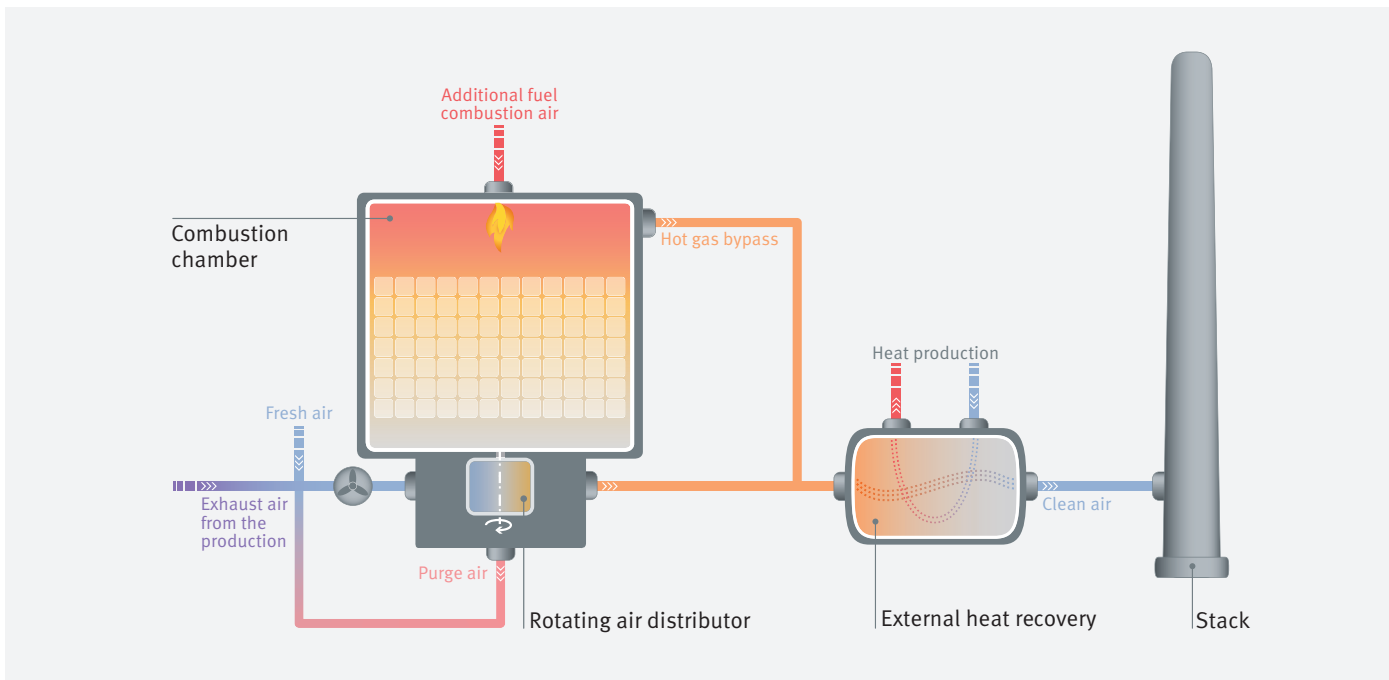 Additional fuel
combustion air
Combustion
chamber
Hot gas bypass
Heat production
Fresh air
Exhaust air
from the
production
Clean air
Purge air
Rotating air distributor
External heat recovery
Stack